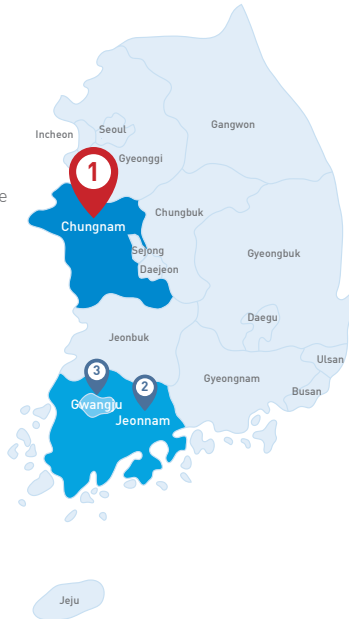 Gangwon
Seoul
Incheon
Gyeonggi
1
e
Chungbuk
Chungnam
Sejong
Gyeongbuk
Daejeon
Daegu
Jeonbuk
Ulsan
3
Gyeongnam
2
Busan
Gwangju
Jeonnam
Jeju